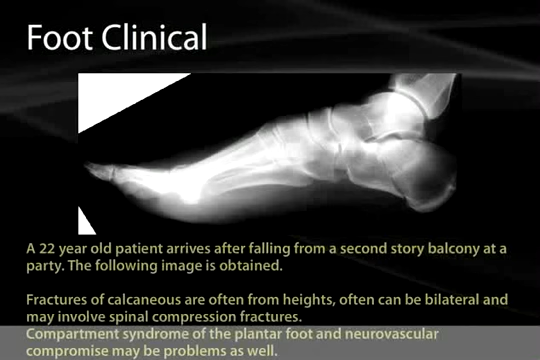 Foot Clinical
A 22 year old patient arrives after falling from a second story balcony at a
party. The following image is obtained.
Fractures of calcaneous are often from heights, often can be bilateral and
may involve spinal compression fractures.
Compartment syndrome of the plantar foot and neurovascular
compromise may be problems as well.